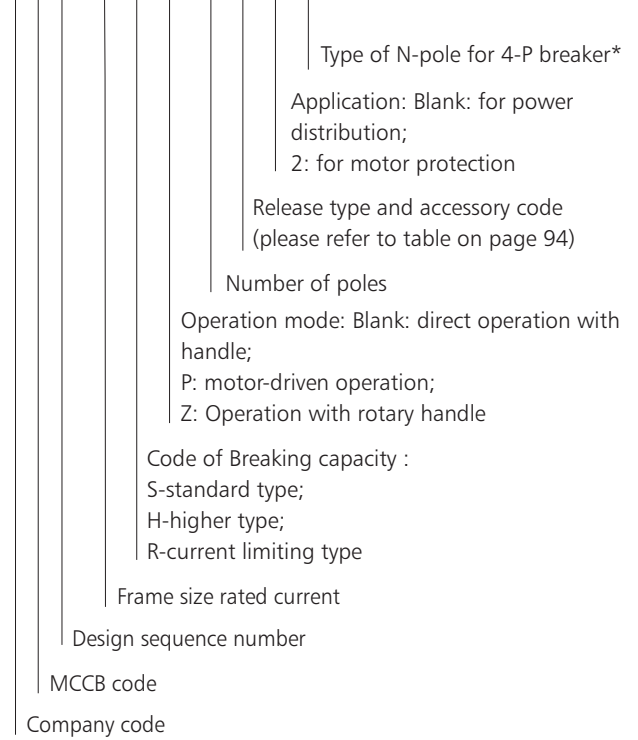 Type of N-pole for 4-P breaker*
Application: Blank: for power
distribution;
2: for motor protection
Release type and accessory code
(please refer to table on page 94)
Number of poles
Operation mode: Blank: direct operation with
handle;
P: motor-driven operation;
Z: Operation with rotary handle
Code of Breaking capacity :
S-standard type;
H-higher type;
R-current limiting type
Frame size rated current
Design sequence number
MCCB code
Company code